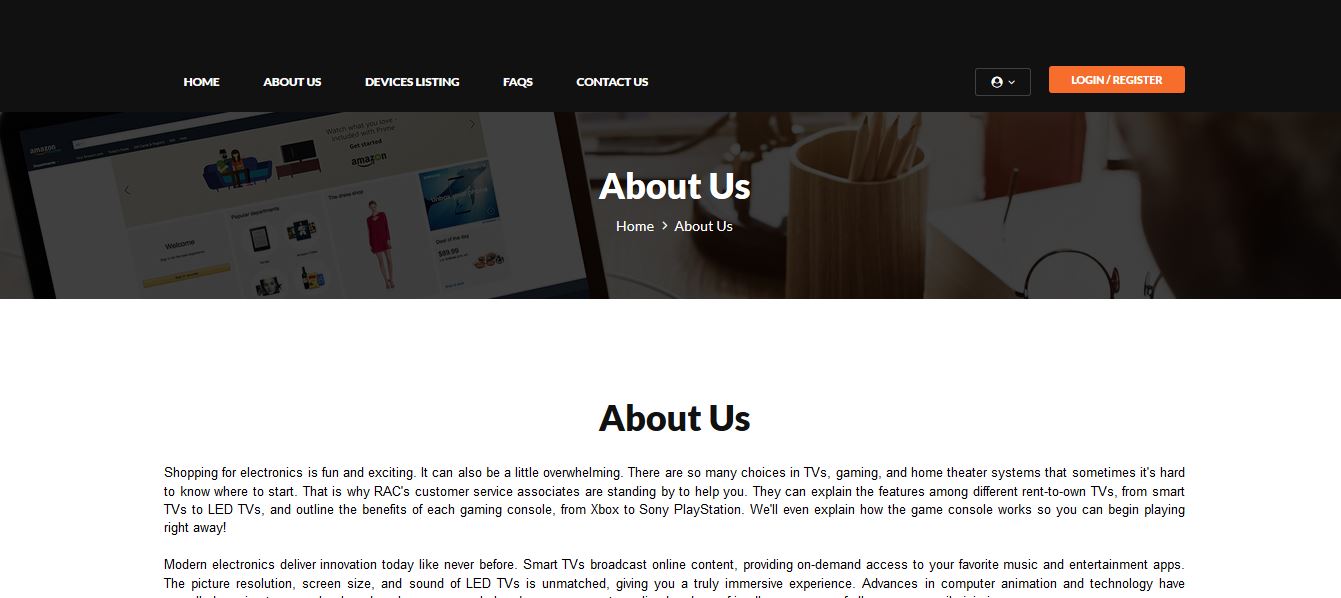 HOME
ABOUT US
DEVICES LISTING
FAQS
CONTACT US
LOGIN / REGISTER
amazon
Watch what you love
included with Prime
Get started
amazon
Popular departments
The drone shop
Welcome
Deal of the day
$89.99
About Us
Home > About Us
About Us
Shopping for electronics is fun and exciting. It can also be a little overwhelming. There are so many choices in TVs, gaming, and home theater systems that sometimes it's hard
to know where to start. That is why RAC's customer service associates are standing by to help you. They can explain the features among different rent-to-own TVs, from smart
TVs to LED TVs, and outline the benefits of each gaming console, from Xbox to Sony PlayStation. We'll even explain how the game console works so you can begin playing
right away!
Modern electronics deliver innovation today like never before. Smart TVs broadcast online content, providing on-demand access to your favorite music and entertainment apps.
The picture resolution, screen size, and sound of LED TVs is unmatched, giving you a truly immersive experience. Advances in computer animation and technology have